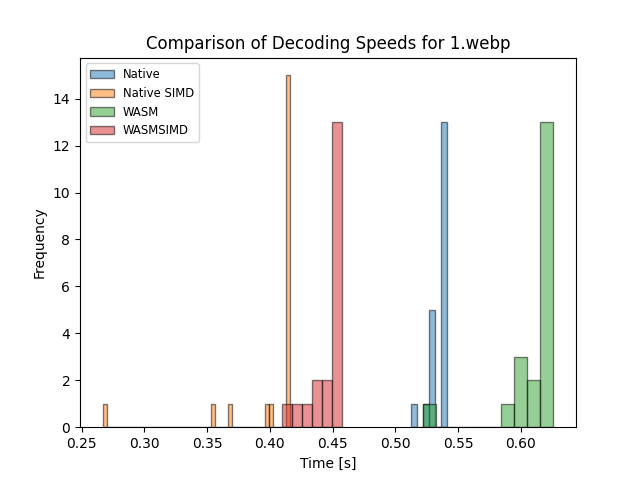 Comparison of Decoding Speeds for 1.webp
Native
Native SIMD
WASM
WASMSIMD
Frequency
14
12
10
8
6
4
2
0
0.25 0.30 0.35 0.40 0.45 0.50 0.55 0.60
Time [s]